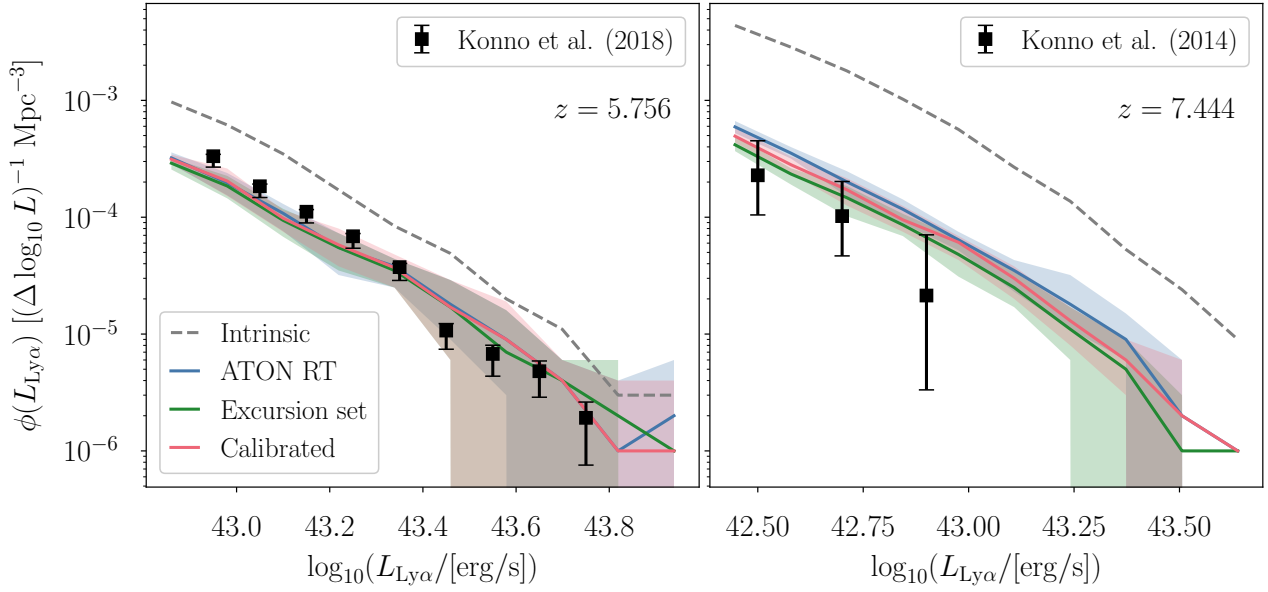 Konno et al. (2018)
z = 5.756
Intrinsic
ATON RT
Excursion set
Calibrated
Konno et al. (2014)
z = 7.444
ϕ(L_Lyα) [(Δ log₁₀ L)⁻¹ Mpc⁻³]
10⁻³
10⁻⁴
10⁻⁵
10⁻⁶
43.0 43.2 43.4 43.6 43.8
log₁₀(L_Lyα/[erg/s])
42.50 42.75 43.00 43.25 43.50
log₁₀(L_Lyα/[erg/s])